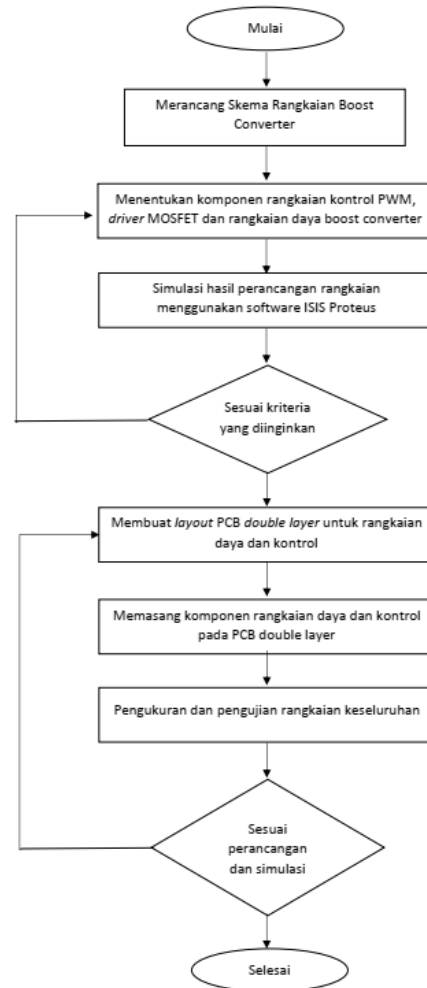 Mulai
Merancang Skema Rangkaian Boost
Converter
Menentukan komponen rangkaian kontrol PWM,
driver MOSFET dan rangkaian daya boost converter
Simulasi hasil perancangan rangkaian
menggunakan software ISIS Proteus
Sesuai kriteria
yang diinginkan
Membuat layout PCB double layer untuk rangkaian
daya dan kontrol
Memasang komponen rangkaian daya dan kontrol
pada PCB double layer
Pengukuran dan pengujian rangkaian keseluruhan
Sesuai
perancangan
dan simulasi
Selesai